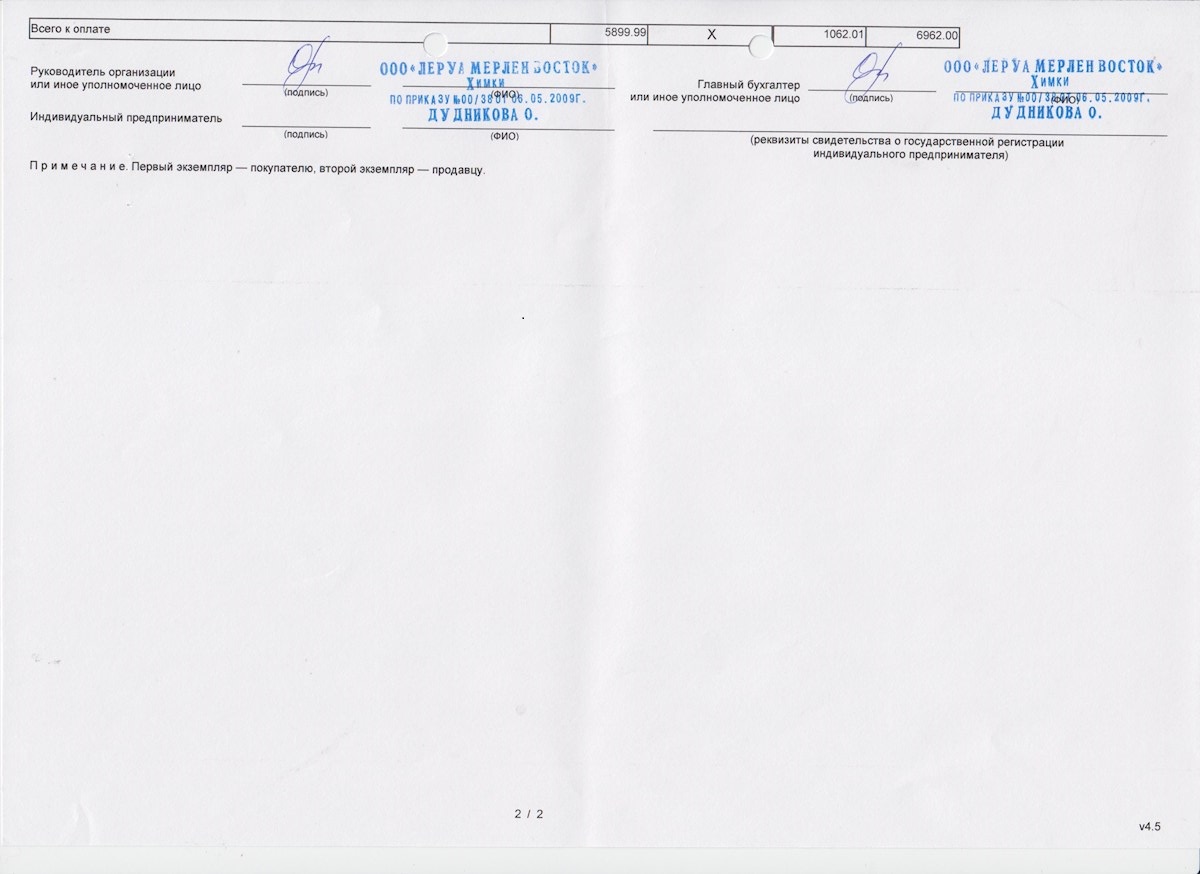 Всего к оплате 5899.99 X 1062.01 6962.00
Руководитель организации
или иное уполномоченное лицо
(подпись)
ООО «ЛЕРУА МЕРЛЕН ВОСТОК»
Химки
(ФИО)
ПО ПРИКАЗУ №00/38 01 06.05.2009Г.
ДУДНИКОВА О.
Главный бухгалтер
или иное уполномоченное лицо
(подпись)
ООО «ЛЕРУА МЕРЛЕН ВОСТОК»
Химки
(ФИО)
ПО ПРИКАЗУ №00/38 01 06.05.2009Г.
ДУДНИКОВА О.
Индивидуальный предприниматель
(подпись)
(ФИО)
(реквизиты свидетельства о государственной регистрации
индивидуального предпринимателя)
П р и м е ч а н и е. Первый экземпляр — покупателю, второй экземпляр — продавцу.
2 / 2
v4.5